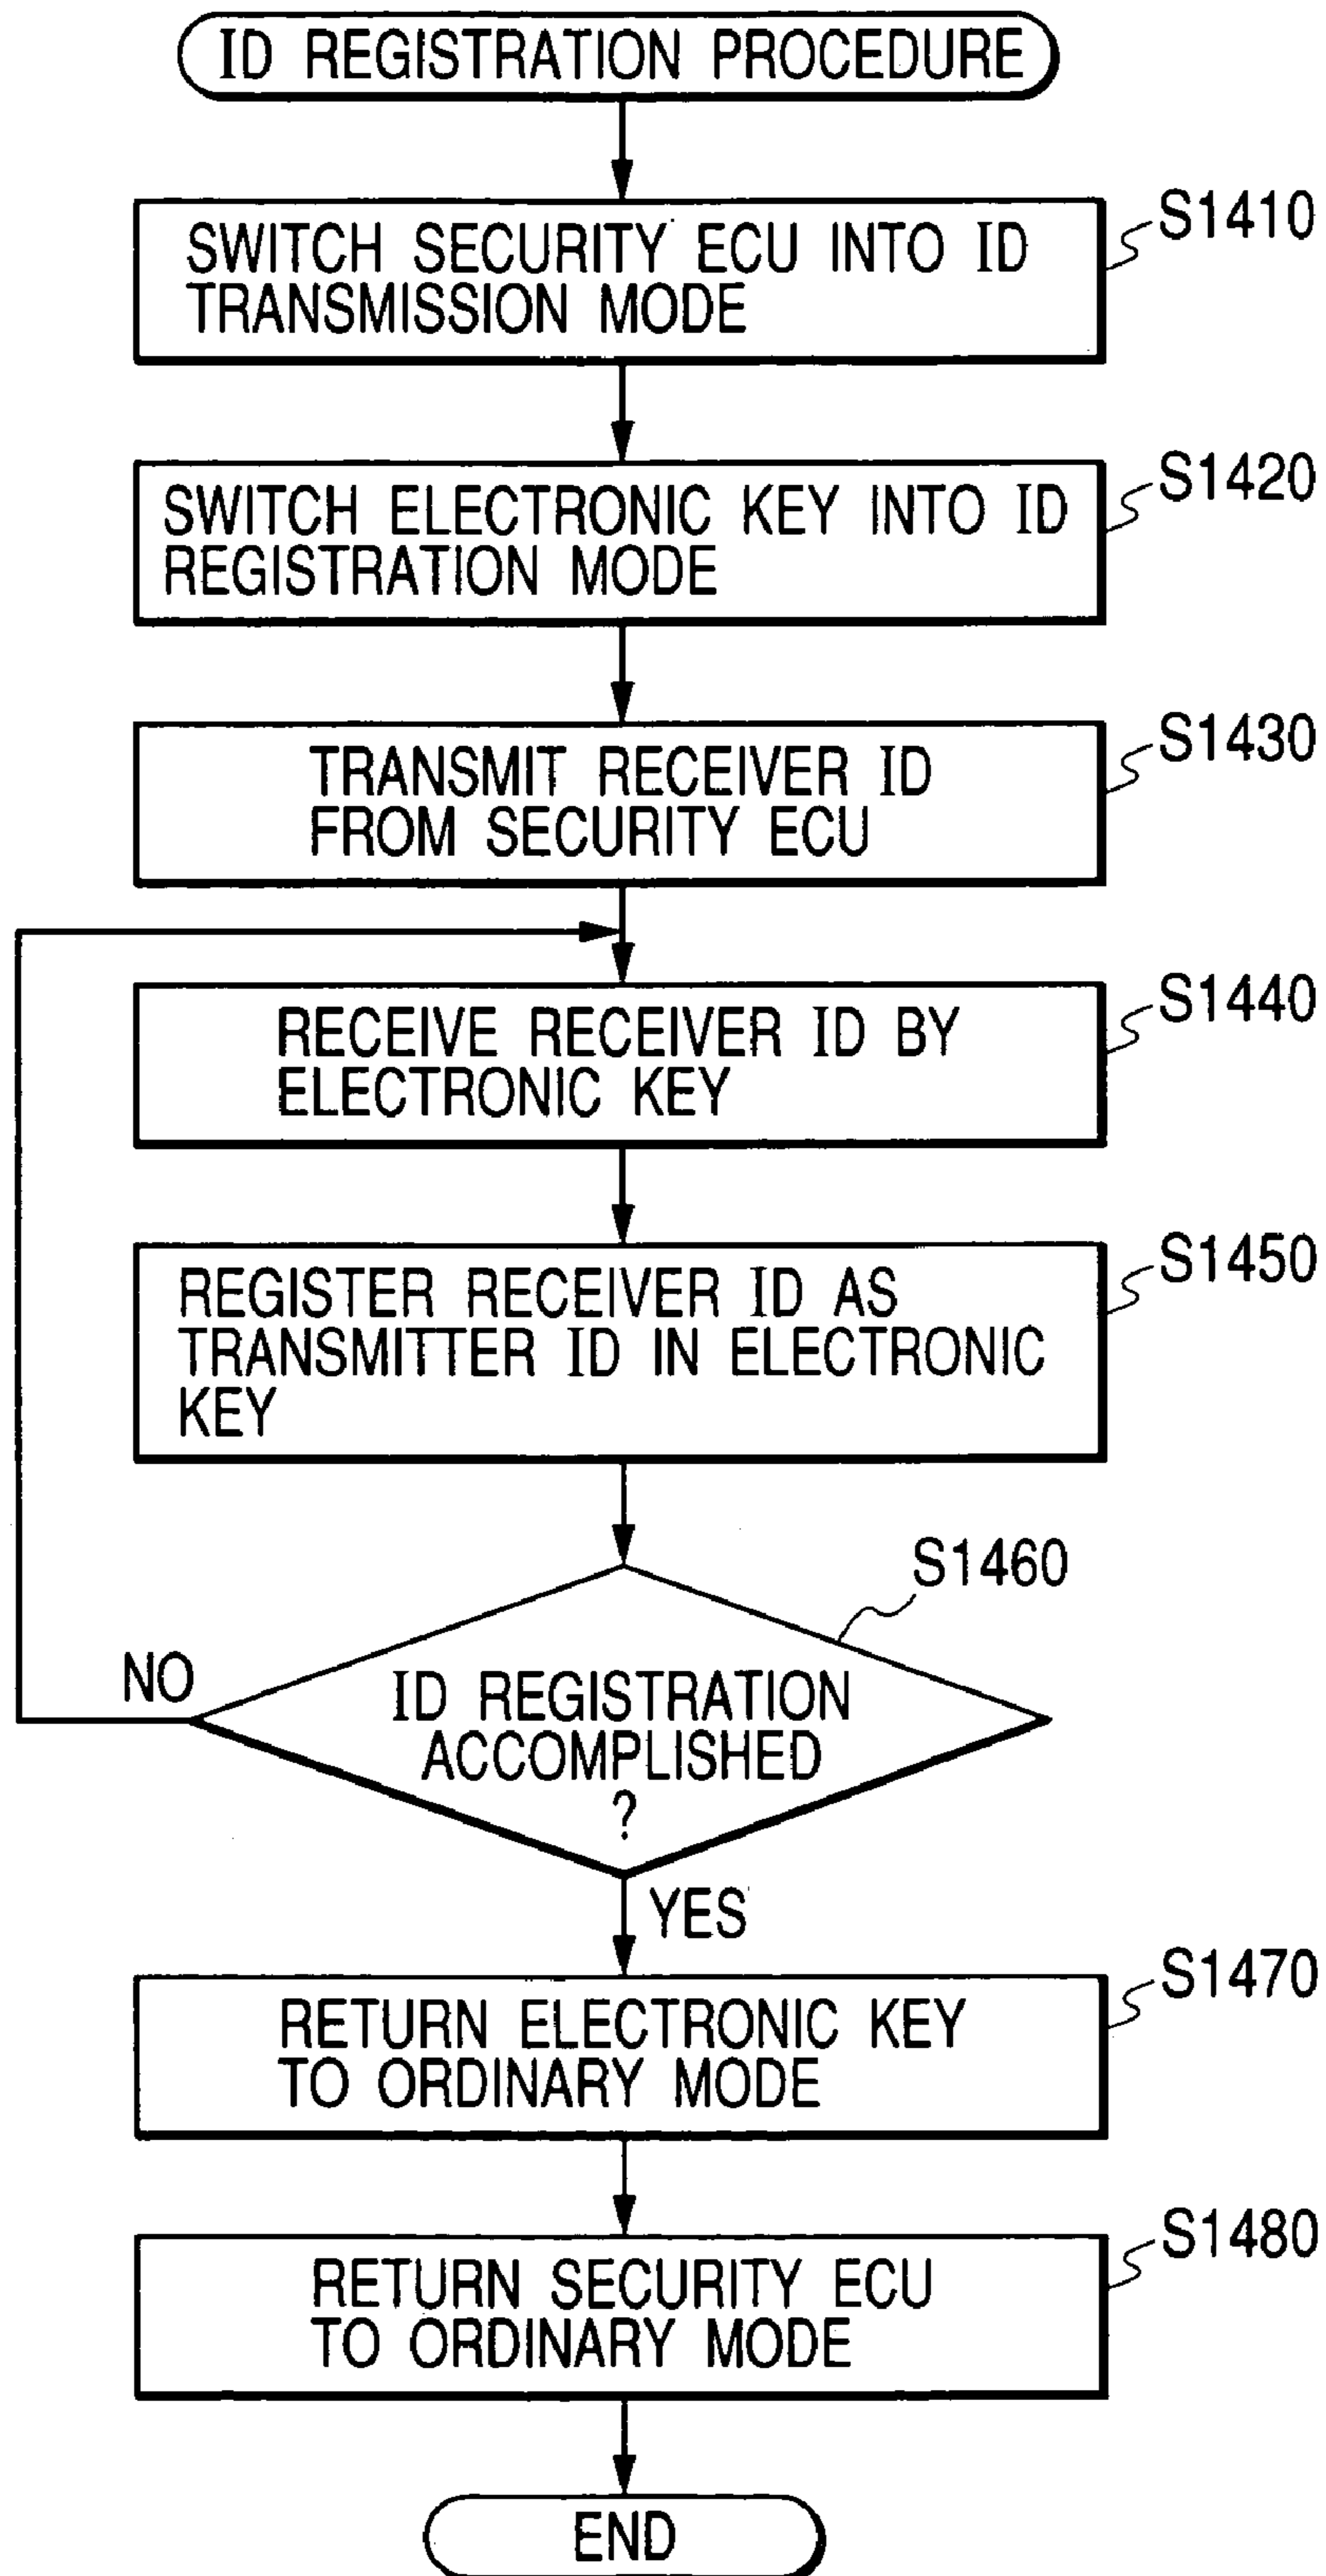 ID REGISTRATION PROCEDURE
S1410
SWITCH SECURITY ECU INTO ID
TRANSMISSION MODE
S1420
SWITCH ELECTRONIC KEY INTO ID
REGISTRATION MODE
S1430
TRANSMIT RECEIVER ID
FROM SECURITY ECU
S1440
RECEIVE RECEIVER ID BY
ELECTRONIC KEY
S1450
REGISTER RECEIVER ID AS
TRANSMITTER ID IN ELECTRONIC
KEY
S1460
NO
ID REGISTRATION
ACCOMPLISHED
?
YES
S1470
RETURN ELECTRONIC KEY
TO ORDINARY MODE
S1480
RETURN SECURITY ECU
TO ORDINARY MODE
END